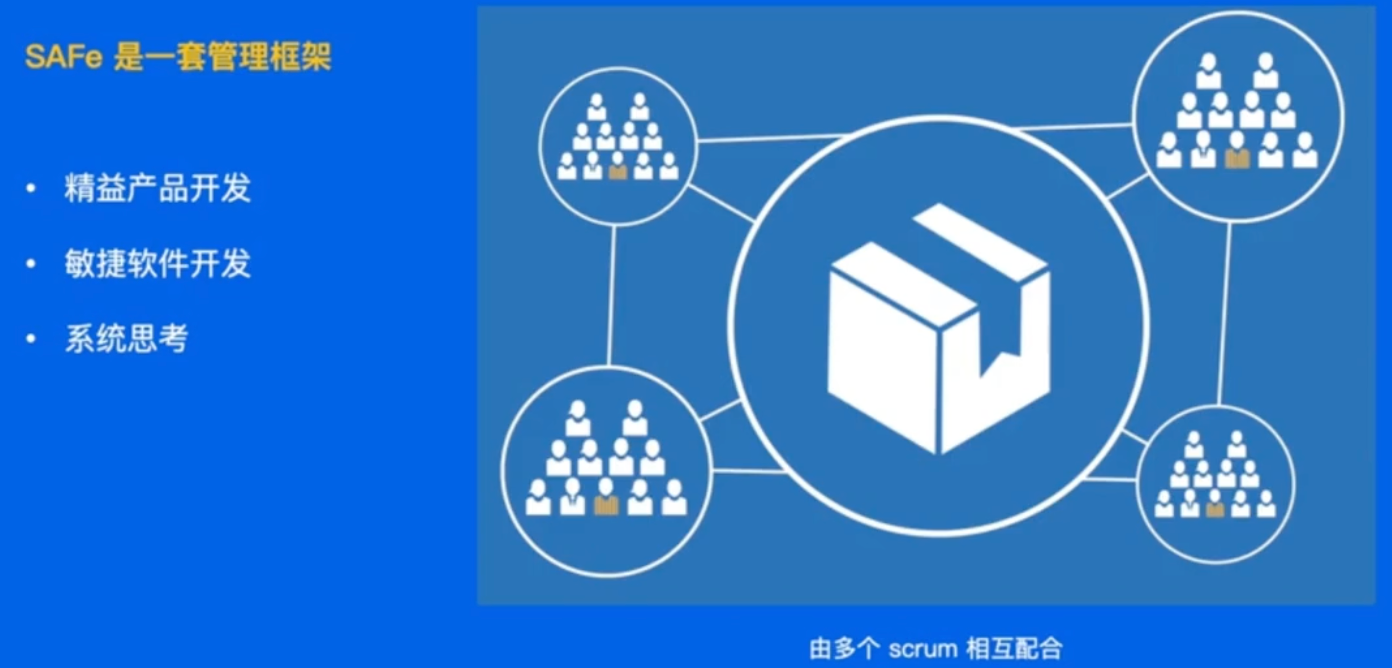 SAFe 是一套管理框架
• 精益产品开发
• 敏捷软件开发
• 系统思考
由多个 scrum 相互配合